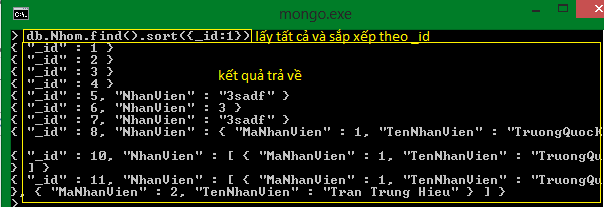 mongo.exe
> db.Nhom.find().sort({_id:1}) lấy tất cả và sắp xếp theo _id
{ "_id" : 1 }
{ "_id" : 2 }
{ "_id" : 3 }
{ "_id" : 4 }
kết quả trả về
{ "_id" : 5, "NhanVien" : "3sadf" }
{ "_id" : 6, "NhanVien" : 3 }
{ "_id" : 7, "NhanVien" : "3sadf" }
{ "_id" : 8, "NhanVien" : { "MaNhanVien" : 1, "TenNhanVien" : "TruongQuocK
{ "_id" : 10, "NhanVien" : [ { "MaNhanVien" : 1, "TenNhanVien" : "TruongQu
] }
{ "_id" : 11, "NhanVien" : [ { "MaNhanVien" : 1, "TenNhanVien" : "TruongQu
}, { "MaNhanVien" : 2, "TenNhanVien" : "Tran Trung Hieu" } ] }
>